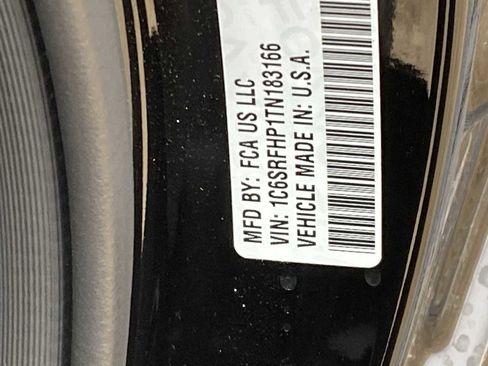 MFD BY: FCA US LLC
VIN: 1C6SRFHP1TN183166
VEHICLE MADE IN: U.S.A.